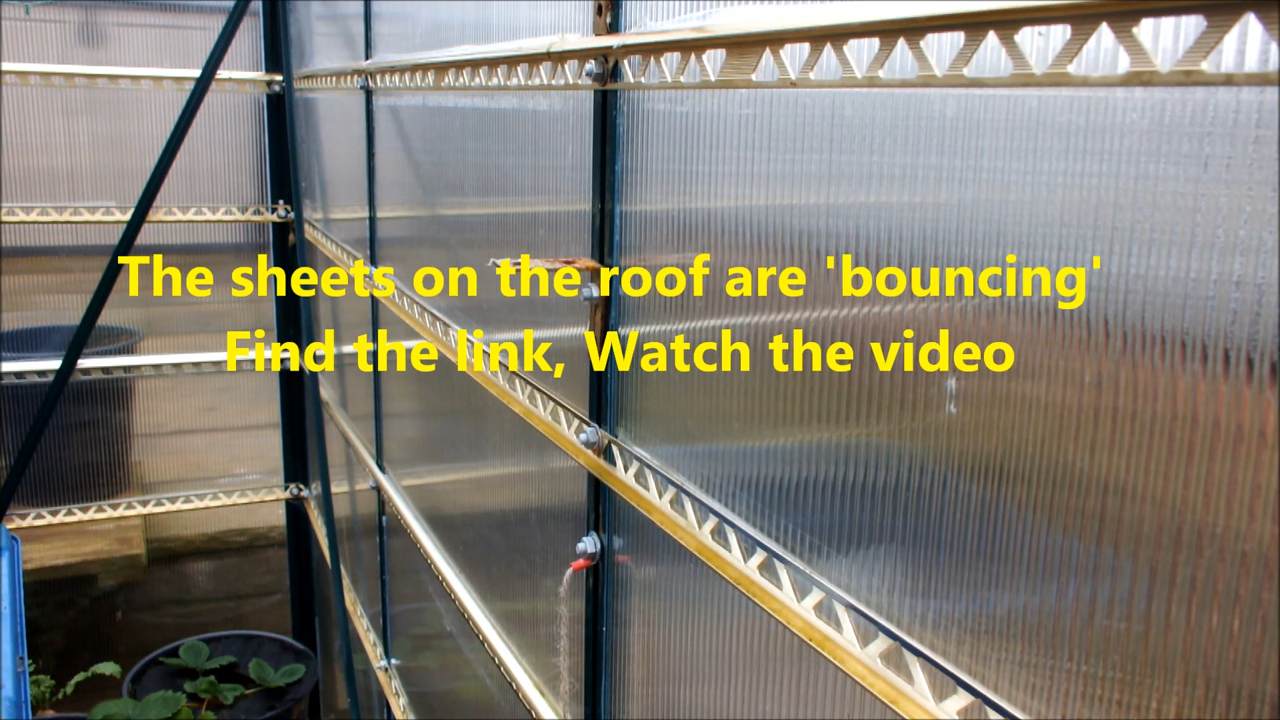 The sheets on the roof are 'bouncing'
Find the link, Watch the video